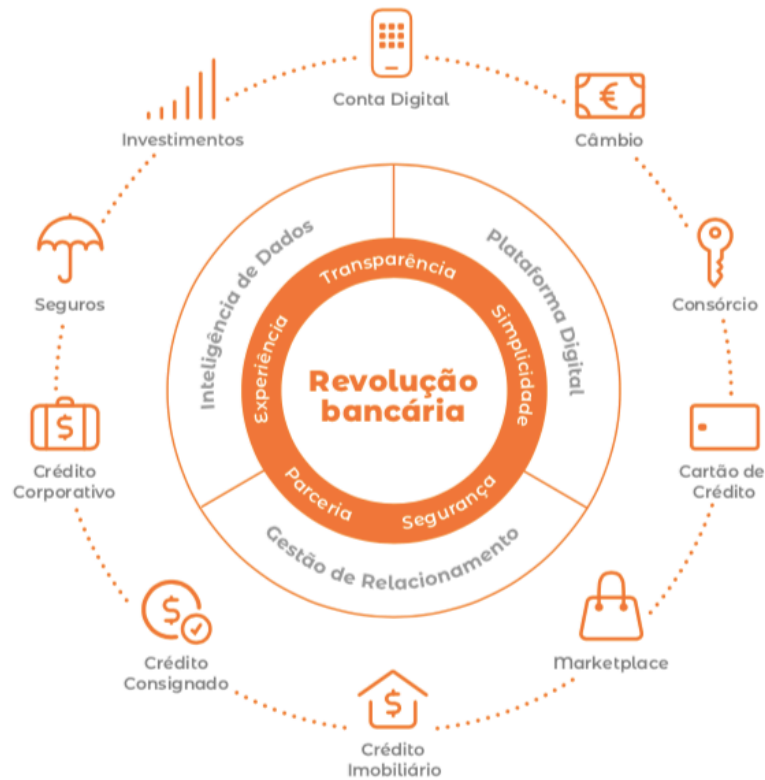 Conta Digital
€
Câmbio
Consórcio
Cartão de
Crédito
Marketplace
$
Crédito
Imobiliário
$
Crédito
Consignado
$
Crédito
Corporativo
Seguros
Investimentos
Inteligência de Dados
Plataforma Digital
Gestão de Relacionamento
Transparência
Simplicidade
Segurança
Parceria
Experiência
Revolução
bancária